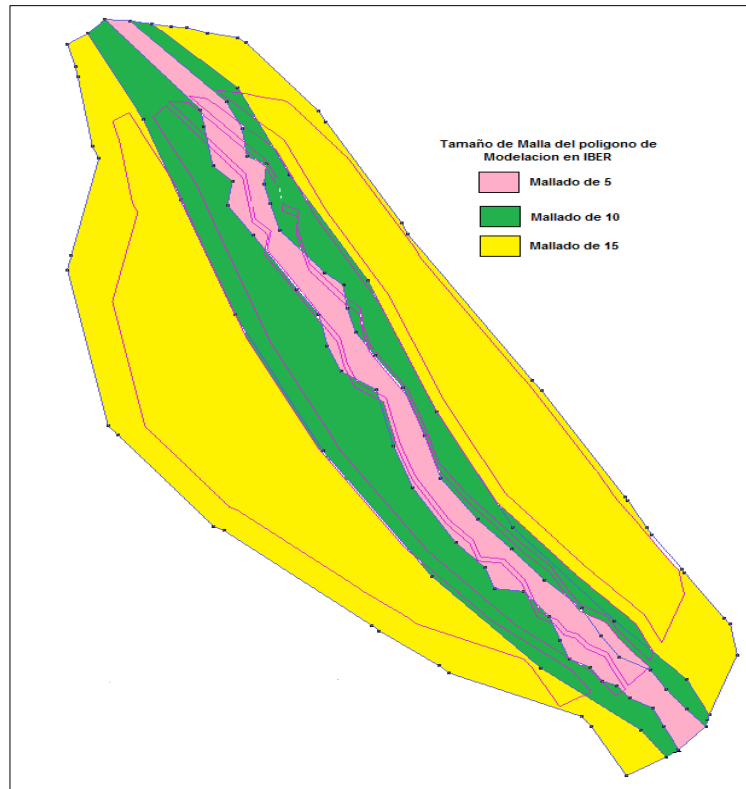 Tamaño de Malla del poligono de
Modelacion en IBER
Mallado de 5
Mallado de 10
Mallado de 15